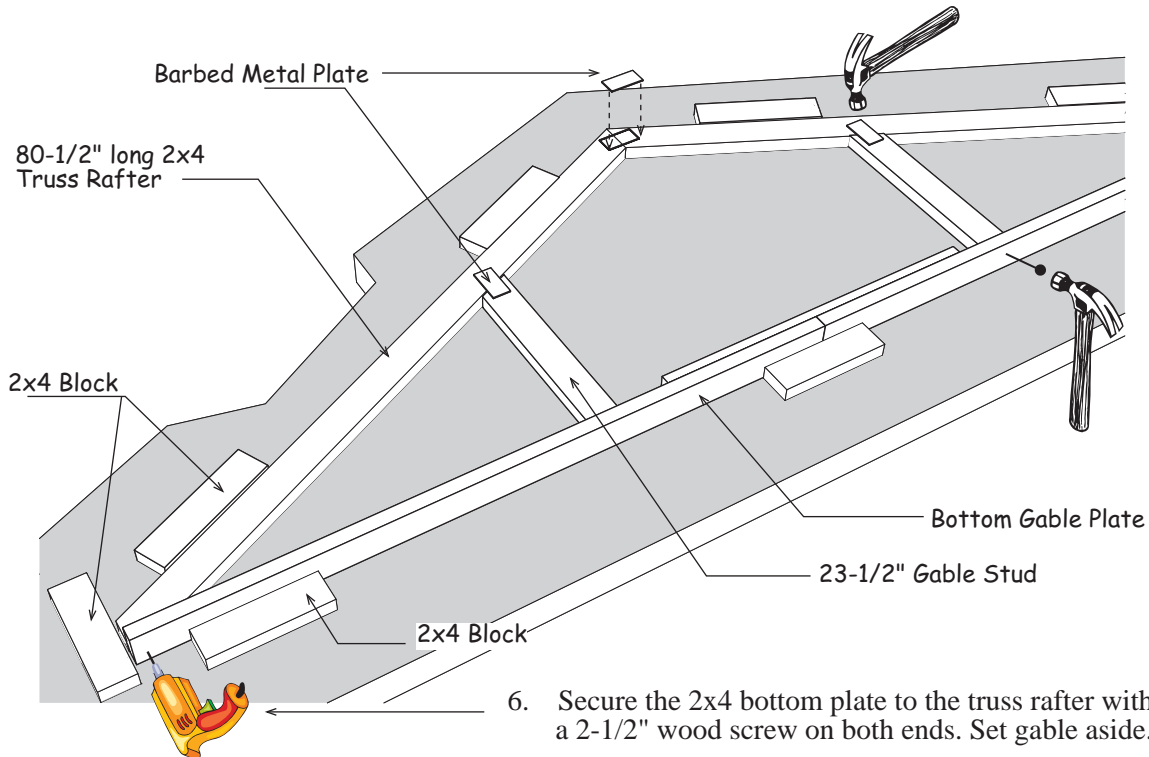 Barbed Metal Plate
80-1/2" long 2x4
Truss Rafter
2x4 Block
Bottom Gable Plate
23-1/2" Gable Stud
2x4 Block
6. Secure the 2x4 bottom plate to the truss rafter with
a 2-1/2" wood screw on both ends. Set gable aside.